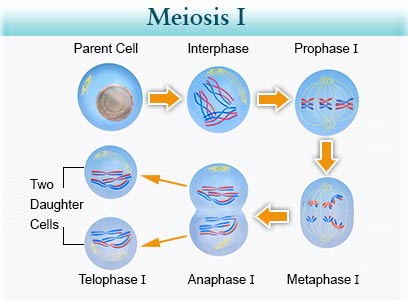 Meiosis I
Parent Cell
Interphase
Prophase I
Two
Daughter
Cells
Telophase I
Anaphase I
Metaphase I